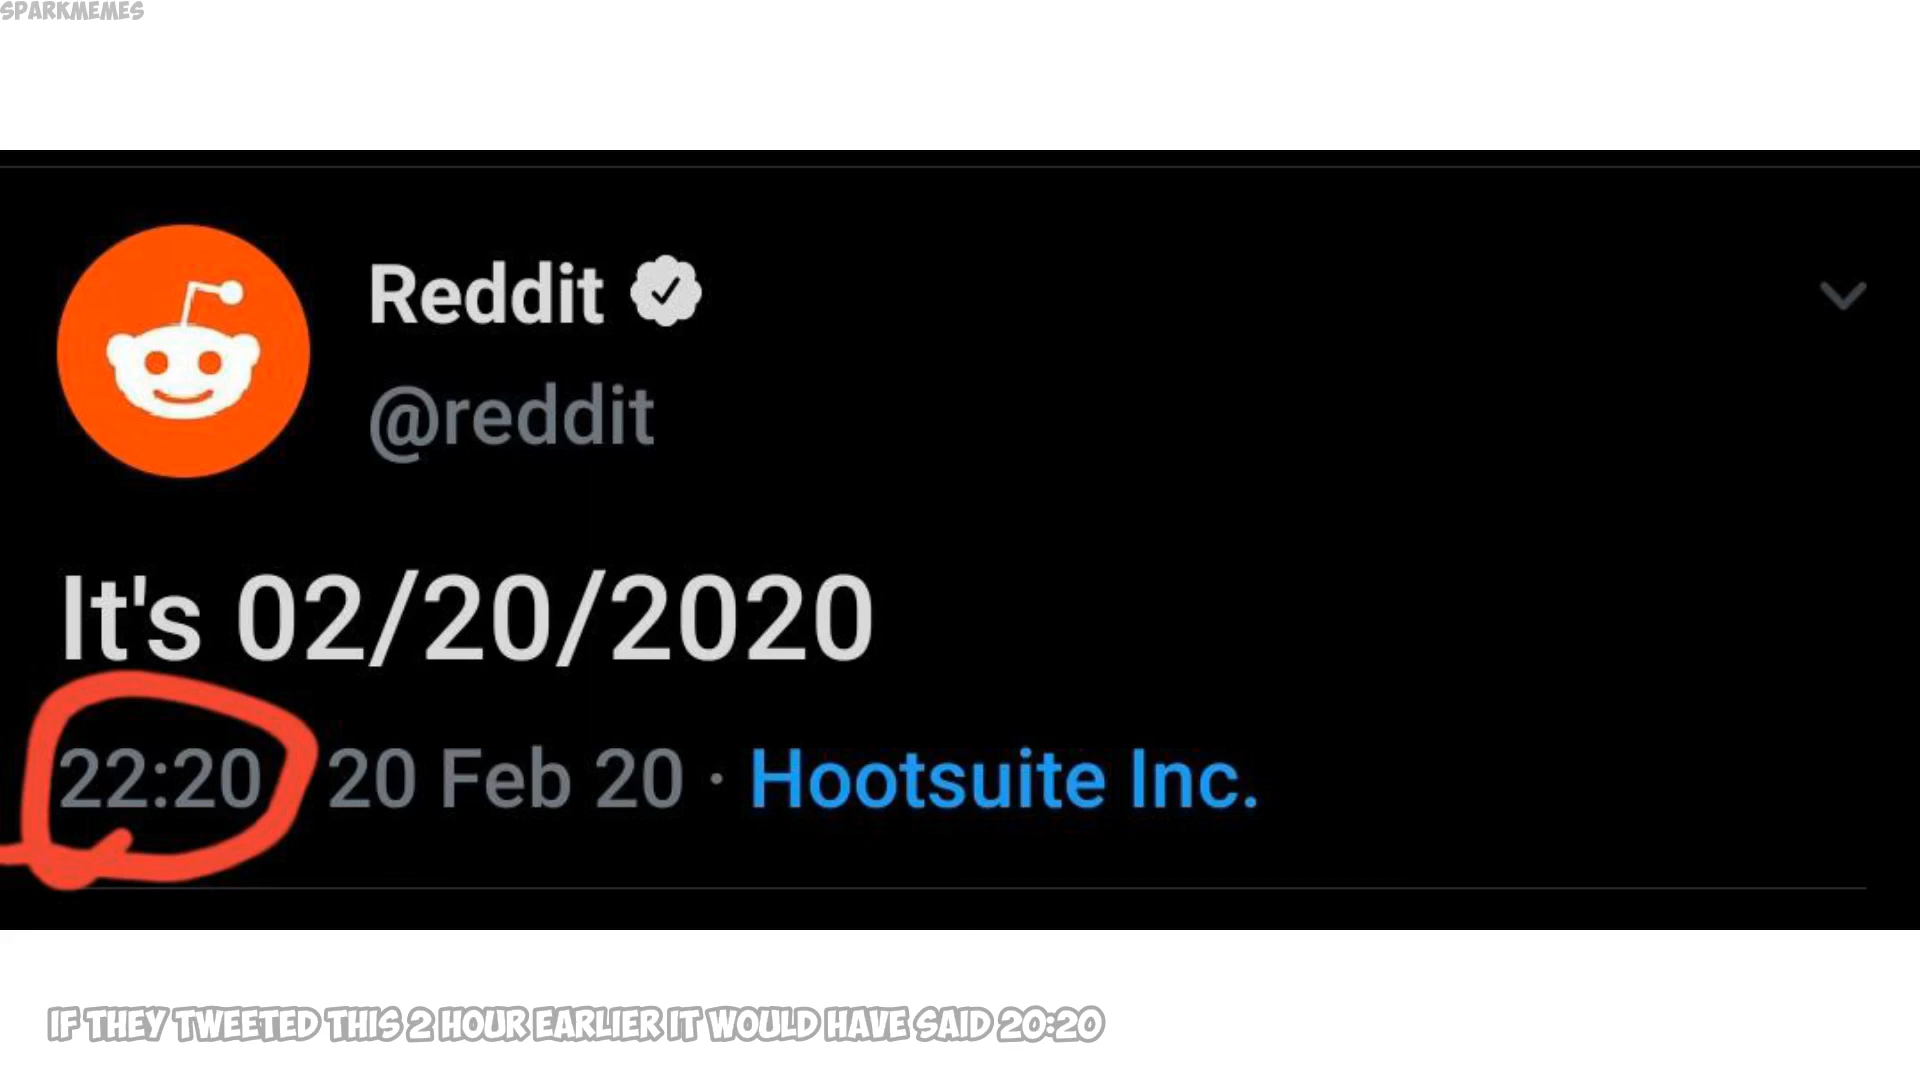 SPARKMEMES
Reddit
@reddit
It's 02/20/2020
22:20 20 Feb 20 · Hootsuite Inc.
IF THEY TWEETED THIS 2 HOUR EARLIER IT WOULD HAVE SAID 20:20